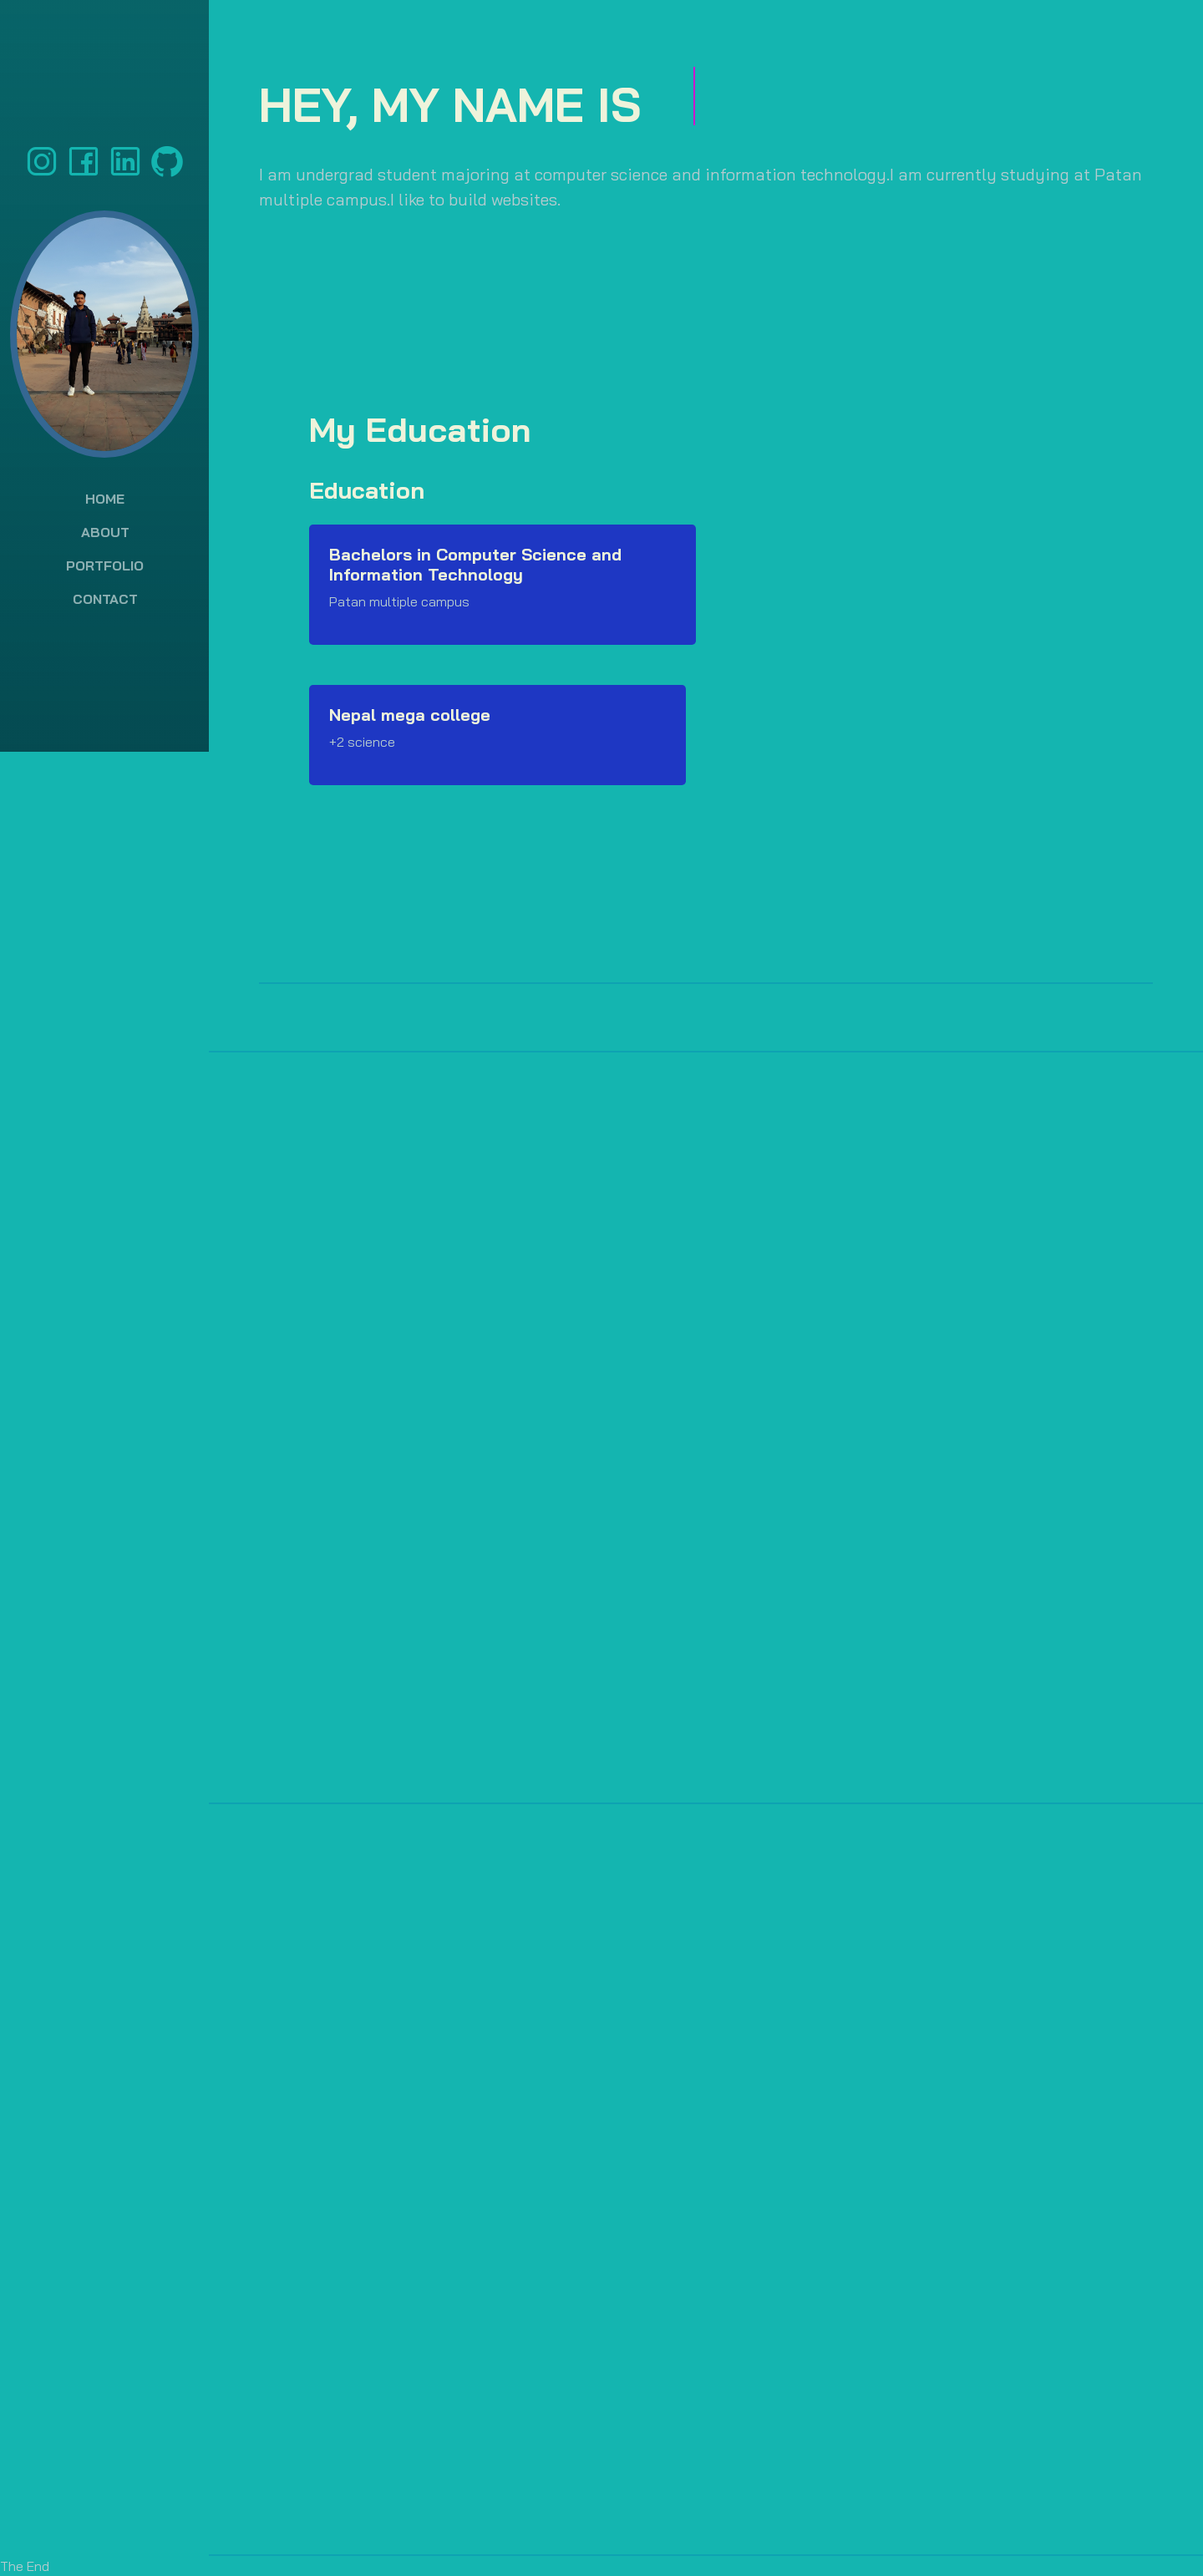 HEY, MY NAME IS
I am undergrad student majoring at computer science and information technology.I am currently studying at Patan
multiple campus.I like to build websites.
HOME
ABOUT
PORTFOLIO
CONTACT
My Education
Education
Bachelors in Computer Science and
Information Technology
Patan multiple campus
Nepal mega college
+2 science
The End